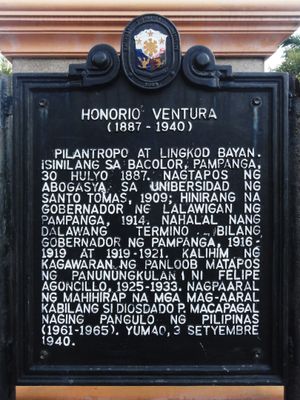 HONORIO VENTURA
(1887 - 1940)
PILANTROPO AT LINGKOD BAYAN.
ISINILANG SA BACOLOR, PAMPANGA,
30 HULYO 1887. NAGTAPOS NG
ABOGASYA SA UNIBERSIDAD NG
SANTO TOMAS, 1909; HINIRANG NA
GOBERNADOR NG LALAWIGAN NG
PAMPANGA, 1914. NAHALAL NANG
DALAWANG TERMINO BILANG
GOBERNADOR NG PAMPANGA, 1916-
1919 AT 1919-1921. KALIHIM NG
KAGAWARAN NG PANLOOB MATAPOS
NG PANUNUNGKULAN NI FELIPE
AGONCILLO, 1925-1933. NAGPAARAL
NG MAHIHIRAP NA MGA MAG-AARAL
KABILANG SI DIOSDADO P. MACAPAGAL
NAGING PANGULO NG PILIPINAS
(1961-1965). YUMAO, 3 SETYEMBRE
1940.